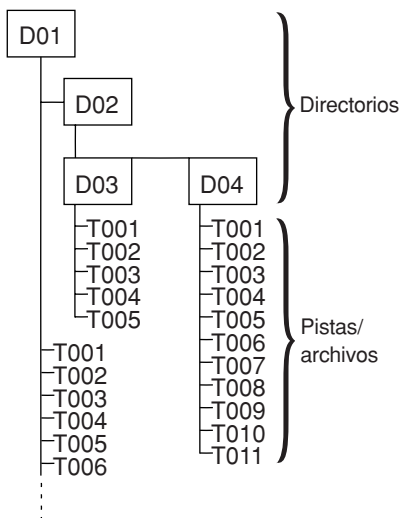 D01
D02
Directorios
D03
D04
T001
T002
T003
T004
T005
T001
T002
T003
T004
T005
T006
T007
T008
T009
T010
T011
Pistas/
archivos
T001
T002
T003
T004
T005
T006